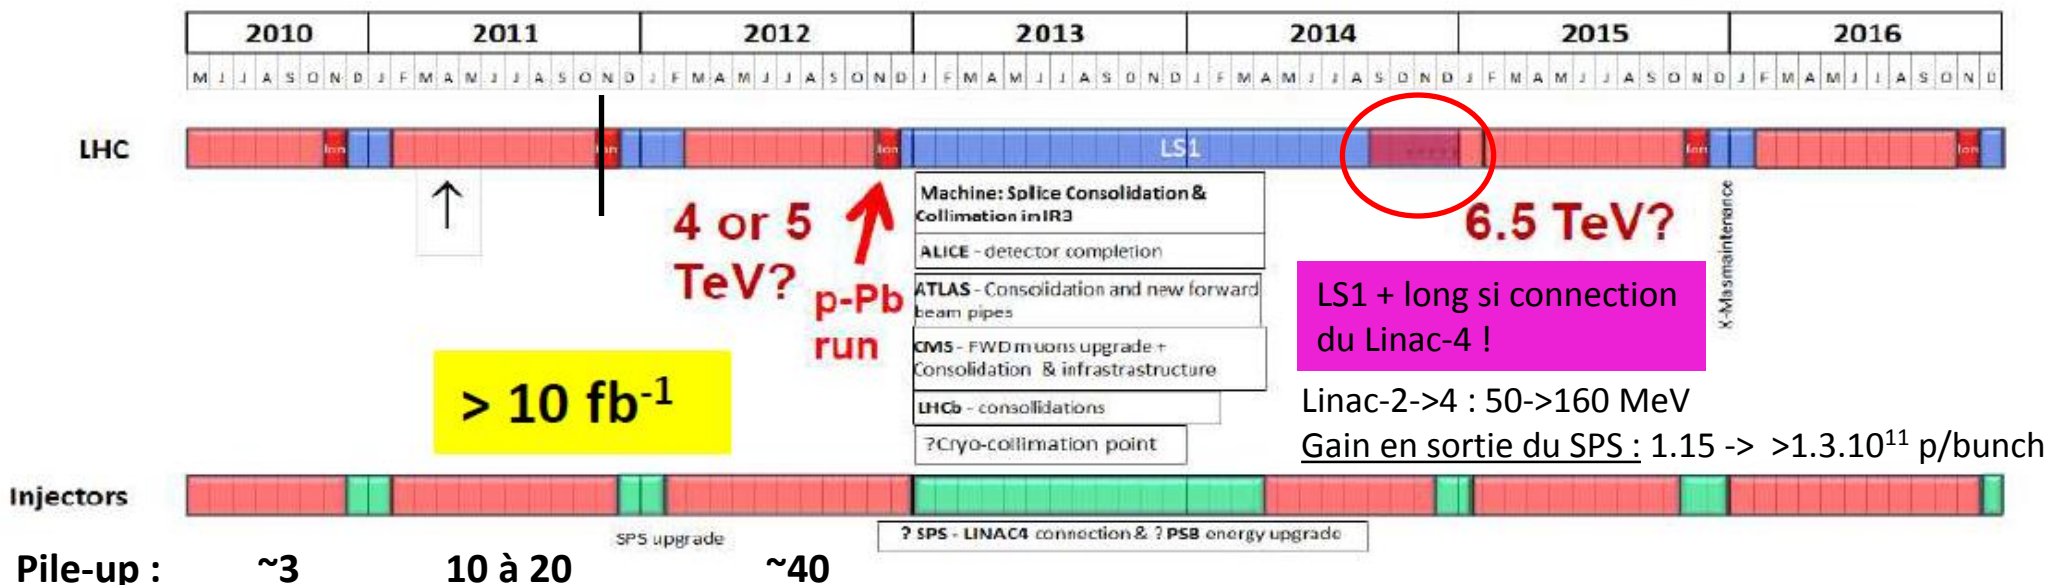 2010 2011 2012 2013 2014 2015 2016
M J J A S O N D J F M A M J J A S O N D J F M A M J J A S O N D J F M A M J J A S O N D J F M A M J J A S O N D J F M A M J J A S O N D J F M A M J J A S O N D
LHC
Ion Ion Ion LS1 Ion Ion
4 or 5
TeV?
p-Pb
run
Machine: Splice Consolidation &
Collimation in IR3
ALICE - detector completion
ATLAS - Consolidation and new forward
beam pipes
CMS - FWD muons upgrade +
Consolidation & infrastrastructure
LHCb - consollidations
?Cryo-collimation point
6.5 TeV?
X-Masmaintenance
LS1 + long si connection
du Linac-4 !
> 10 fb⁻¹
Linac-2->4 : 50->160 MeV
Gain en sortie du SPS : 1.15 -> >1.3.10¹¹ p/bunch
Injectors
SPS upgrade
? SPS - LINAC4 connection & ? PSB energy upgrade
Pile-up : ~3 10 à 20 ~40